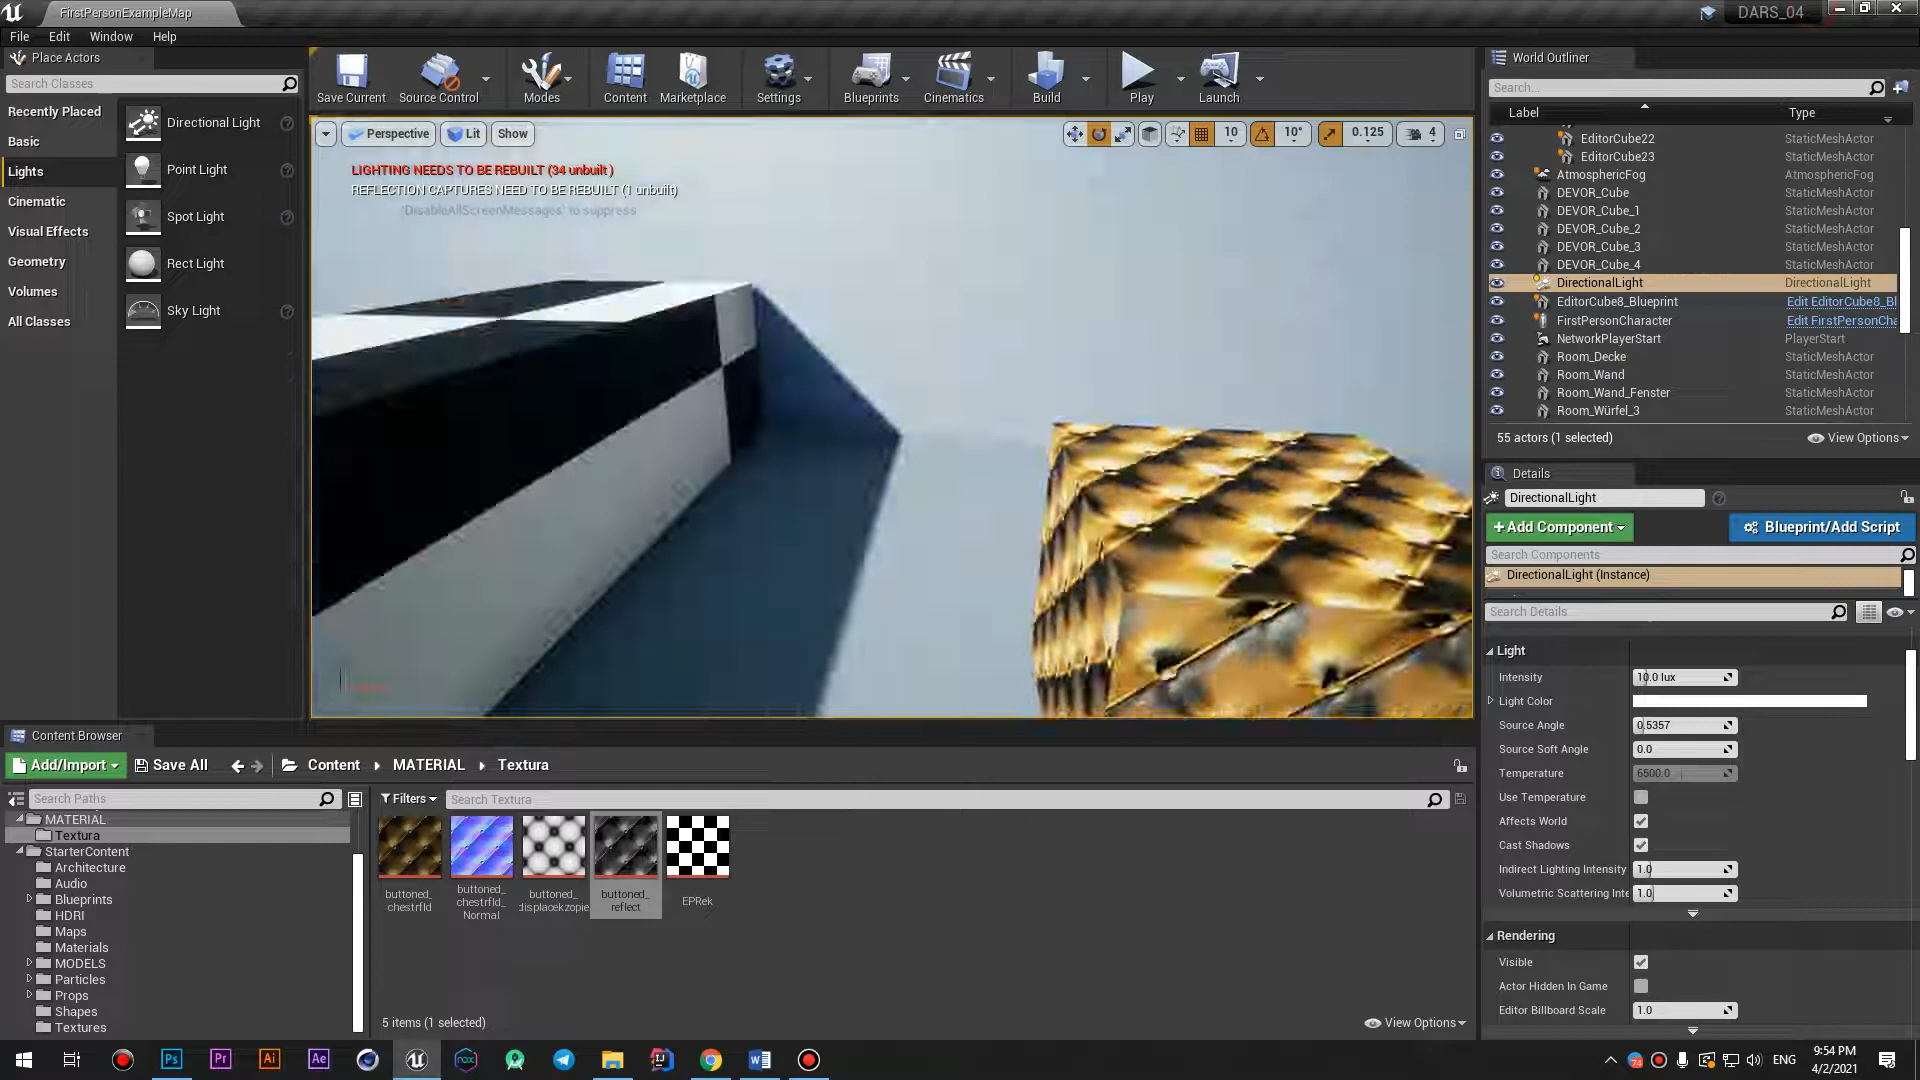 FirstPersonExampleMap
DARS_04
File Edit Window Help
Place Actors
Search Classes
Recently Placed
Basic
Lights
Cinematic
Visual Effects
Geometry
Volumes
All Classes
Directional Light
Point Light
Spot Light
Rect Light
Sky Light
Save Current
Source Control
Modes
Content
Marketplace
Settings
Blueprints
Cinematics
Build
Play
Launch
Perspective
Lit
Show
10
10°
0.125
4
LIGHTING NEEDS TO BE REBUILT (34 unbuilt )
REFLECTION CAPTURES NEED TO BE REBUILT (1 unbuilt)
'DisableAllScreenMessages' to suppress
World Outliner
Search...
Label Type
EditorCube22 StaticMeshActor
EditorCube23 StaticMeshActor
AtmosphericFog AtmosphericFog
DEVOR_Cube StaticMeshActor
DEVOR_Cube_1 StaticMeshActor
DEVOR_Cube_2 StaticMeshActor
DEVOR_Cube_3 StaticMeshActor
DEVOR_Cube_4 StaticMeshActor
DirectionalLight DirectionalLight
EditorCube8_Blueprint Edit EditorCube8_Bl
FirstPersonCharacter Edit FirstPersonCha
NetworkPlayerStart PlayerStart
Room_Decke StaticMeshActor
Room_Wand StaticMeshActor
Room_Wand_Fenster StaticMeshActor
Room_Würfel_3 StaticMeshActor
55 actors (1 selected)
View Options
Details
DirectionalLight
+Add Component
Blueprint/Add Script
Search Components
DirectionalLight (Instance)
Search Details
Light
Intensity 10.0 lux
Light Color
Source Angle 0.5357
Source Soft Angle 0.0
Temperature 6500.0
Use Temperature
Affects World
Cast Shadows
Indirect Lighting Intensity 1.0
Volumetric Scattering Inte 1.0
Rendering
Visible
Actor Hidden In Game
Editor Billboard Scale 1.0
Content Browser
Add/Import
Save All
Content
MATERIAL
Textura
Search Paths
Filters
Search Textura
MATERIAL
Textura
StarterContent
Architecture
Audio
Blueprints
HDRI
Maps
Materials
MODELS
Particles
Props
Shapes
Textures
buttoned_
chestrfld
buttoned_
chestrfld_
Normal
buttoned_
displacekzopie
buttoned_
reflect
EPRek
5 items (1 selected)
View Options
Ps
Pr
Ai
Ae
74
ENG
9:54 PM
4/2/2021